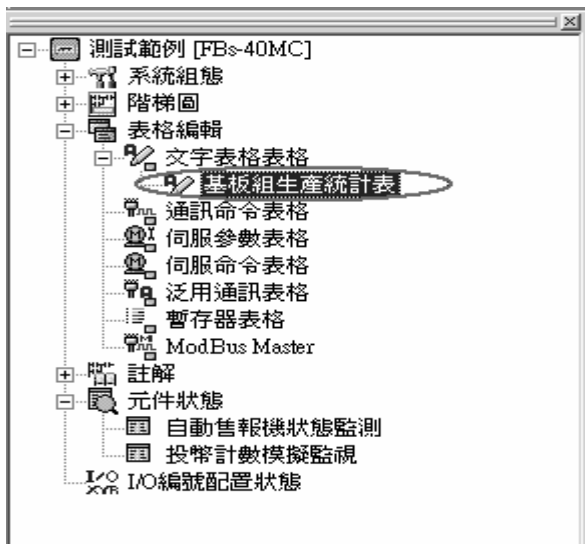 測試範例 [FBs-40MC]
系統組態
階梯圖
表格編輯
文字表格表格
基板組生產統計表
通訊命令表格
伺服參數表格
伺服命令表格
泛用通訊表格
暫存器表格
ModBus Master
註解
元件狀態
自動售報機狀態監測
投幣計數模擬監視
I/O編號配置狀態